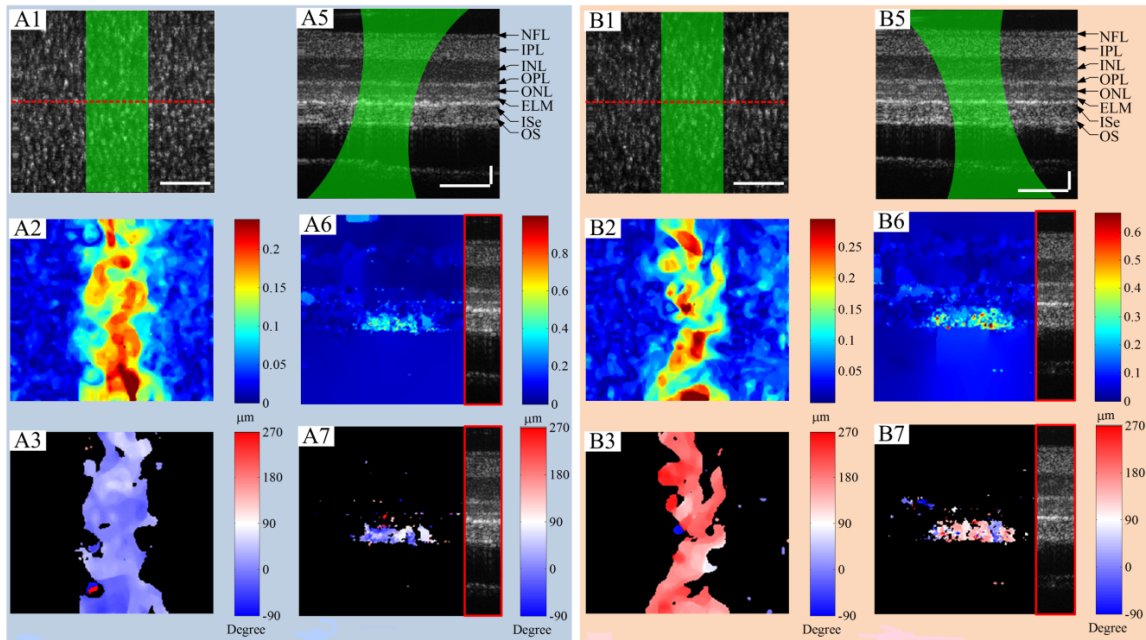 A1
A5
NFL
IPL
INL
OPL
ONL
ELM
ISe
OS
B1
B5
NFL
IPL
INL
OPL
ONL
ELM
ISe
OS
A2
0.2
0.15
0.1
0.05
0
μm
A6
0.8
0.6
0.4
0.2
0
μm
B2
0.25
0.2
0.15
0.1
0.05
μm
B6
0.6
0.5
0.4
0.3
0.2
0.1
0
μm
A3
270
180
90
0
-90
Degree
A7
270
180
90
0
-90
Degree
B3
270
180
90
0
-90
Degree
B7
270
180
90
0
-90
Degree